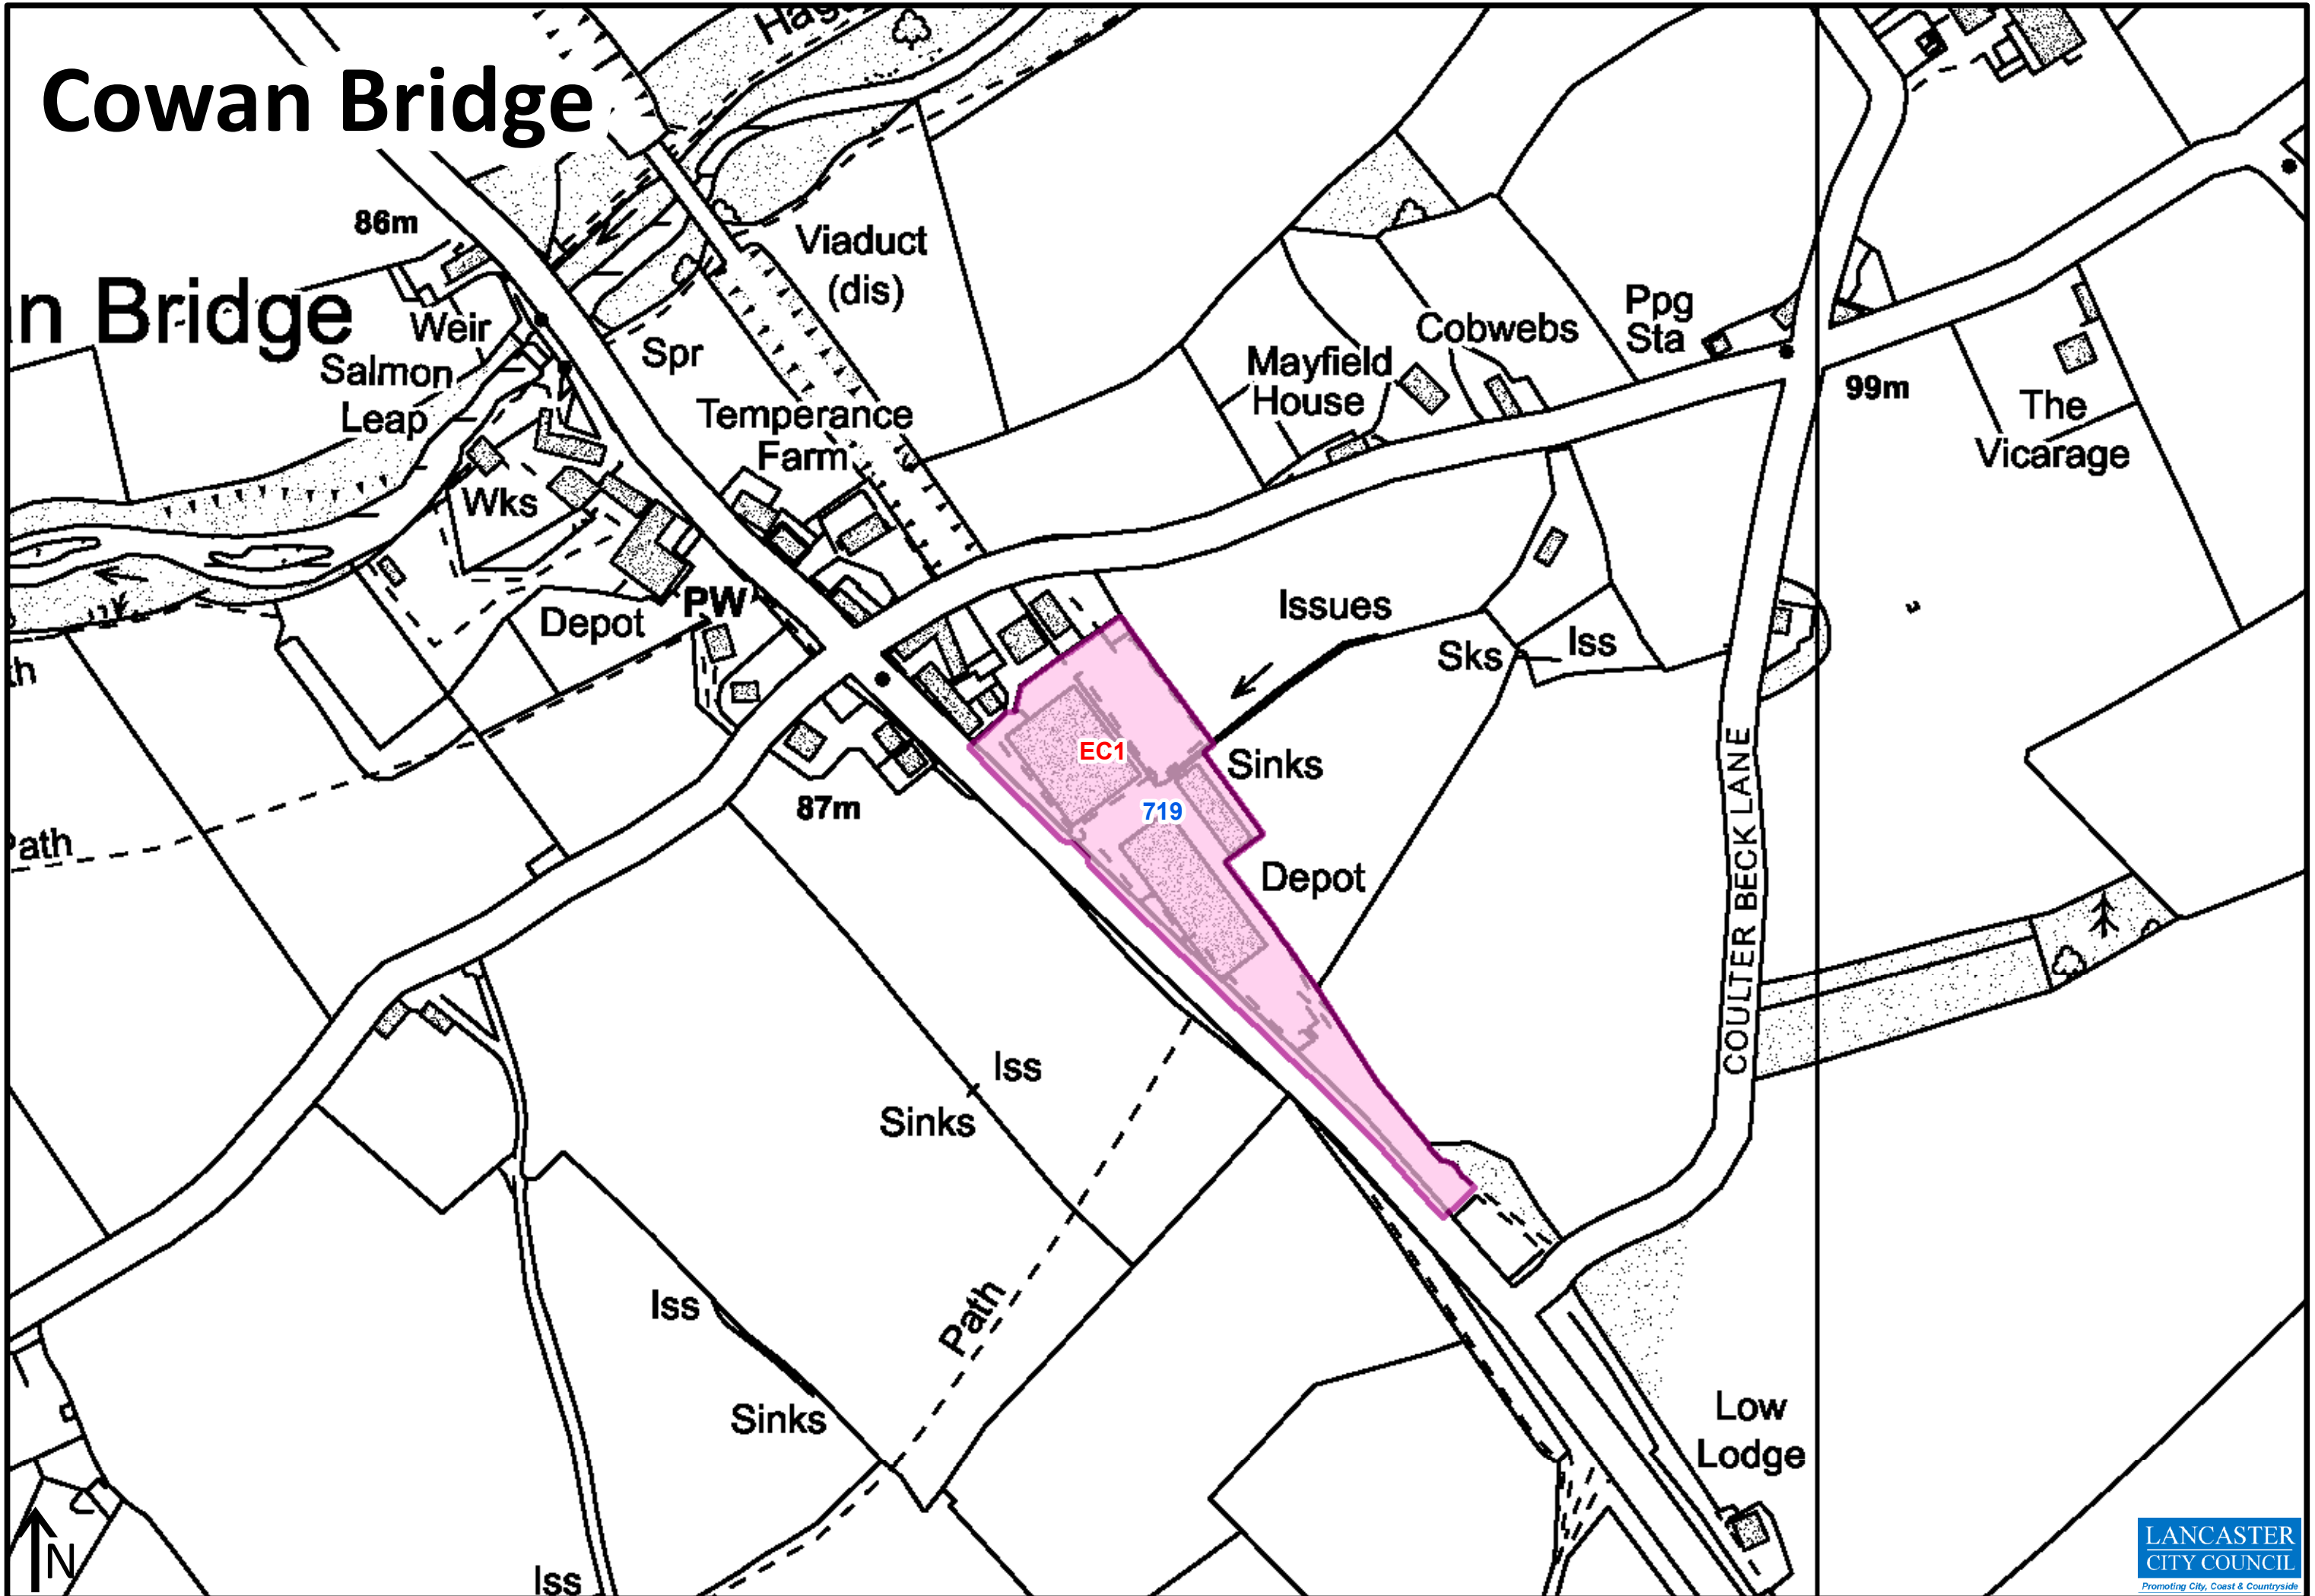 Cowan Bridge
86m
n Bridge
Weir
Salmon
Leap
Viaduct
(dis)
Spr
Temperance
Farm
Wks
Depot
PW
Mayfield
House
Cobwebs
Ppg
Sta
99m
The
Vicarage
Issues
Sks
Iss
EC1
719
Sinks
Depot
87m
th
Path
COULTER BECK LANE
Iss
Sinks
Path
Iss
Sinks
Iss
Low
Lodge
N
LANCASTER
CITY COUNCIL
Promoting City, Coast & Countryside